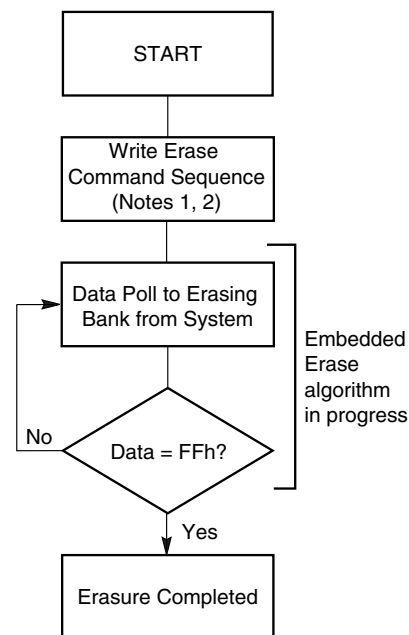 START
Write Erase
Command Sequence
(Notes 1, 2)
Data Poll to Erasing
Bank from System
Embedded
Erase
algorithm
in progress
No
Data = FFh?
Yes
Erasure Completed